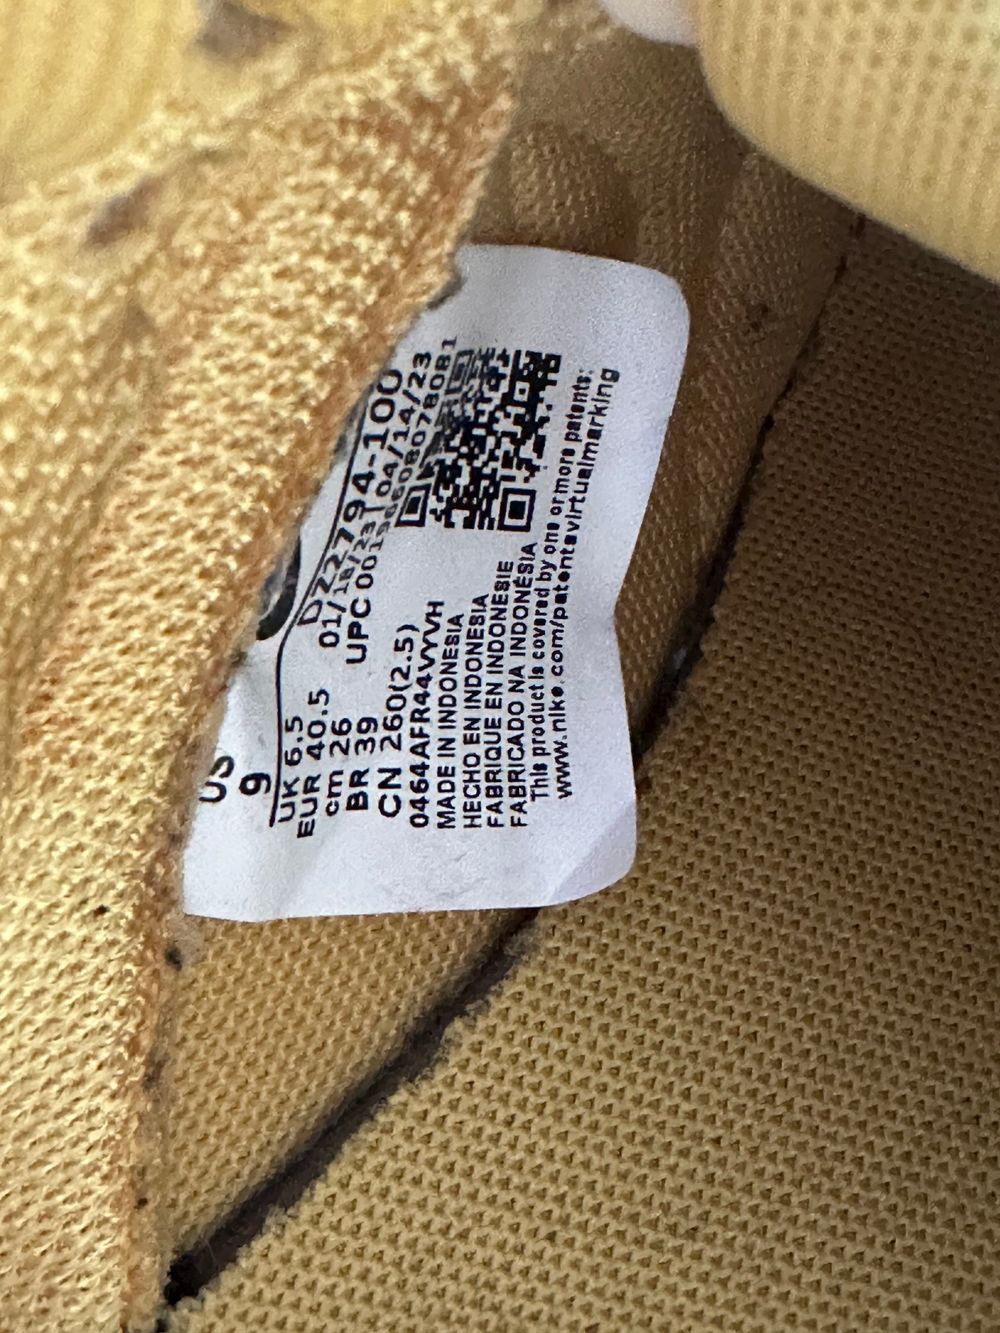 US
9
DZ2794-100
01/18/23 | 04/14/23
UPC 00196608078081
UK 6.5
EUR 40.5
cm 26
BR 39
CN 260(2.5)
0464AFR44VYVH
MADE IN INDONESIA
HECHO EN INDONESIA
FABRIQUE EN INDONESIE
FABRICADO NA INDONÉSIA
This product is covered by one or more patents:
www.nike.com/patentsvirtualmarking